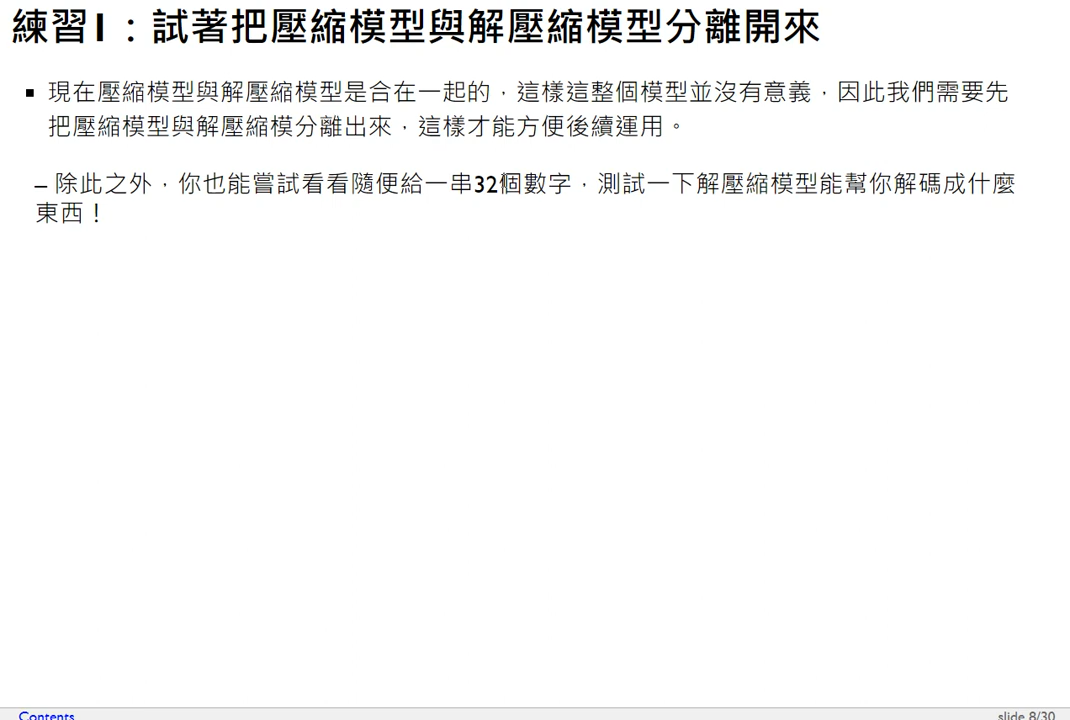 練習1：試著把壓縮模型與解壓縮模型分離開來
▪ 現在壓縮模型與解壓縮模型是合在一起的，這樣這整個模型並沒有意義，因此我們需要先
把壓縮模型與解壓縮模分離出來，這樣才能方便後續運用。
– 除此之外，你也能嘗試看看隨便給一串32個數字，測試一下解壓縮模型能幫你解碼成什麼
東西！
Contents
slide 8/30